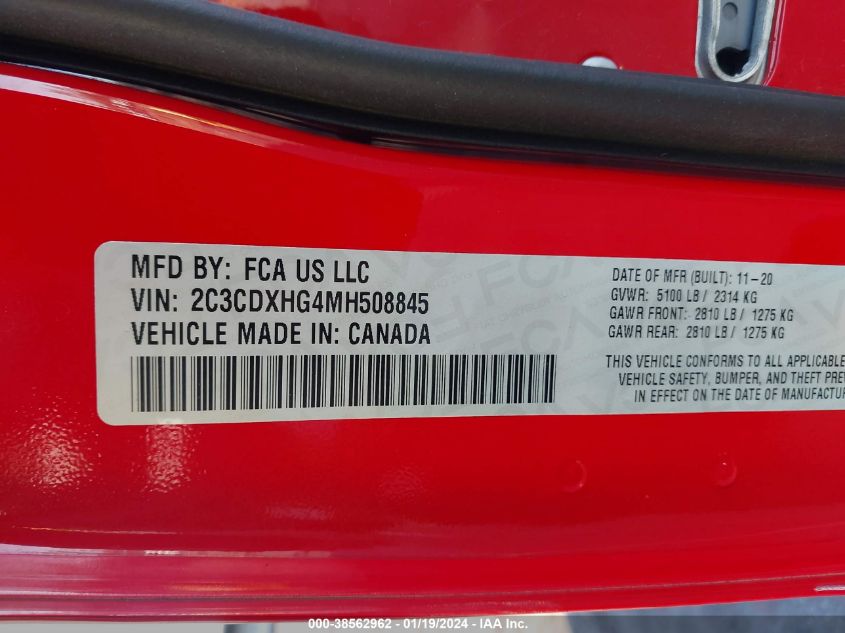 MFD BY: FCA US LLC
VIN: 2C3CDXHG4MH508845
VEHICLE MADE IN: CANADA
DATE OF MFR (BUILT): 11-20
GVWR: 5100 LB / 2314 KG
GAWR FRONT: 2810 LB / 1275 KG
GAWR REAR: 2810 LB / 1275 KG
THIS VEHICLE CONFORMS TO ALL APPLICABLE
VEHICLE SAFETY, BUMPER, AND THEFT PREV
IN EFFECT ON THE DATE OF MANUFACTUR
000-38562962 - 01/19/2024 - IAA Inc.